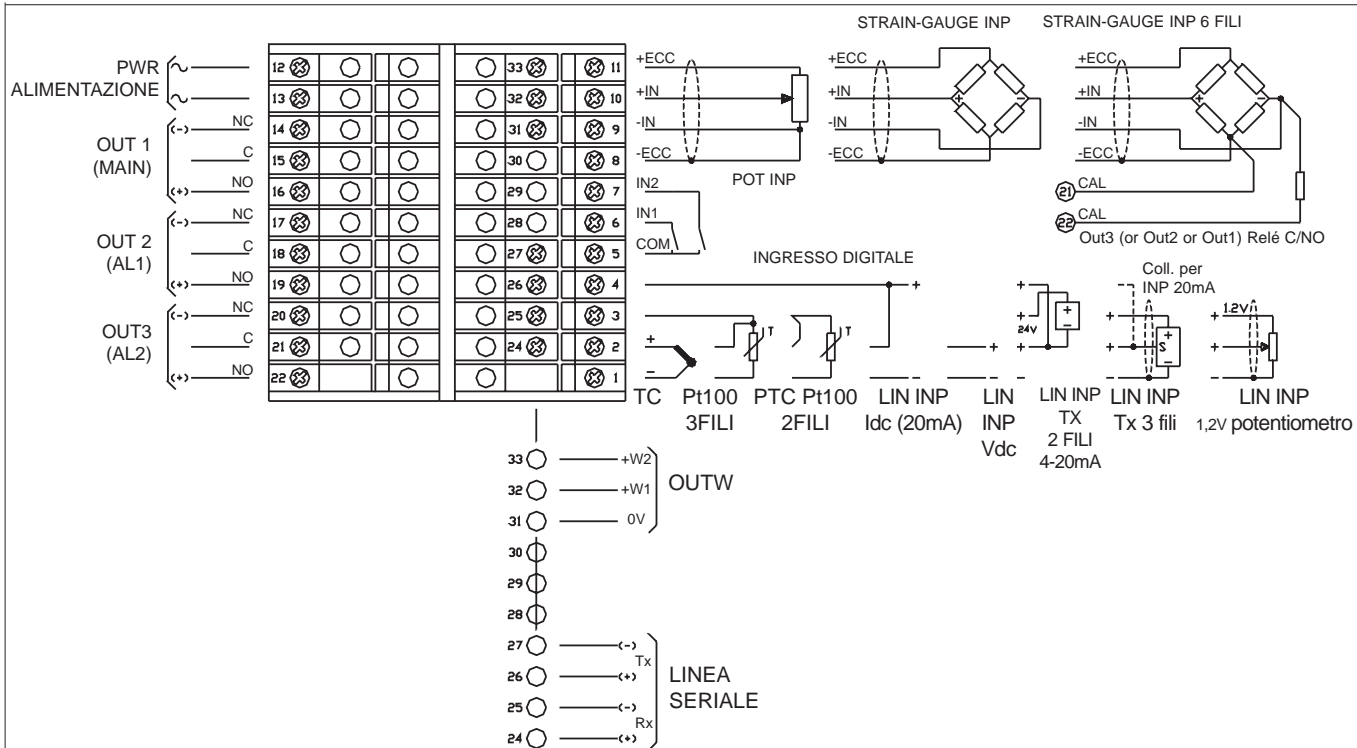 STRAIN-GAUGE INP
STRAIN-GAUGE INP 6 FILI
PWR
ALIMENTAZIONE
12 33 11
13 32 10
OUT 1
(MAIN)
(-) NC 14 31 9
C 15 30 8
(+) NO 16 29 7
OUT 2
(AL1)
(-) NC 17 28 6
C 18 27 5
(+) NO 19 26 4
OUT3
(AL2)
(-) NC 20 25 3
C 21 24 2
(+) NO 22 1
+ECC
+IN
-IN
-ECC
POT INP
+ECC
+IN
-IN
-ECC
+ -
+ECC
+IN
-IN
-ECC
+ -
21 CAL
22 CAL
Out3 (or Out2 or Out1) Relé C/NO
IN2
IN1
COM
INGRESSO DIGITALE
+
-
TC
T
Pt100
3FILI
T
PTC Pt100
2FILI
+
-
LIN INP
Idc (20mA)
+
-
LIN
INP
Vdc
+
+
24V
+
+
-
LIN INP
TX
2 FILI
4-20mA
Coll. per
INP 20mA
+
+
-
+
S
-
LIN INP
Tx 3 fili
1.2V
+
+
-
LIN INP
1,2V potentiometro
33 +W2
32 +W1
31 0V
OUTW
30
29
28
27 (-)
Tx
26 (+)
25 (-)
Rx
24 (+)
LINEA
SERIALE